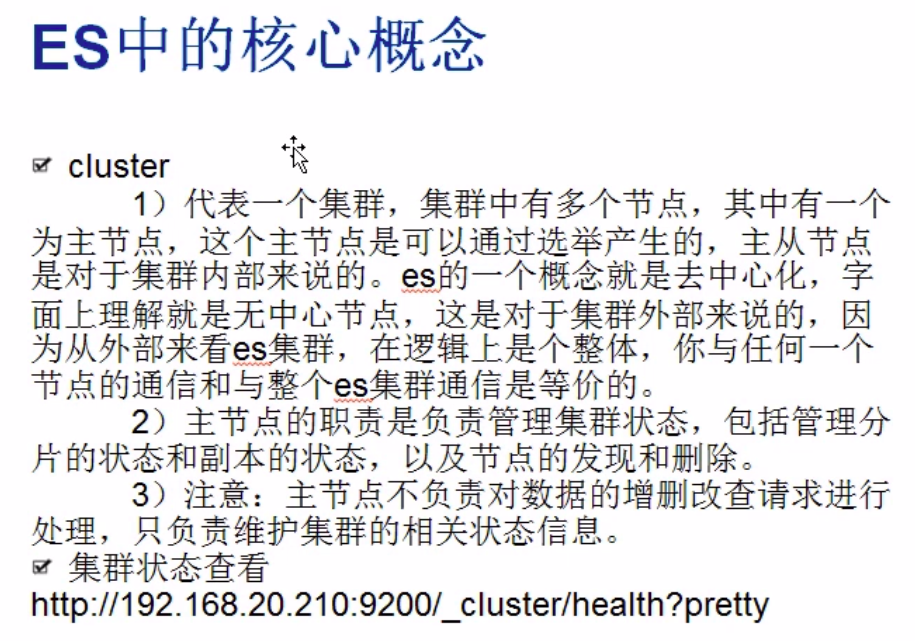 ES中的核心概念
cluster
1）代表一个集群，集群中有多个节点，其中有一个
为主节点，这个主节点是可以通过选举产生的，主从节点
是对于集群内部来说的。es的一个概念就是去中心化，字
面上理解就是无中心节点，这是对于集群外部来说的，因
为从外部来看es集群，在逻辑上是个整体，你与任何一个
节点的通信和与整个es集群通信是等价的。
2）主节点的职责是负责管理集群状态，包括管理分
片的状态和副本的状态，以及节点的发现和删除。
3）注意：主节点不负责对数据的增删改查请求进行
处理，只负责维护集群的相关状态信息。
集群状态查看
http://192.168.20.210:9200/_cluster/health?pretty